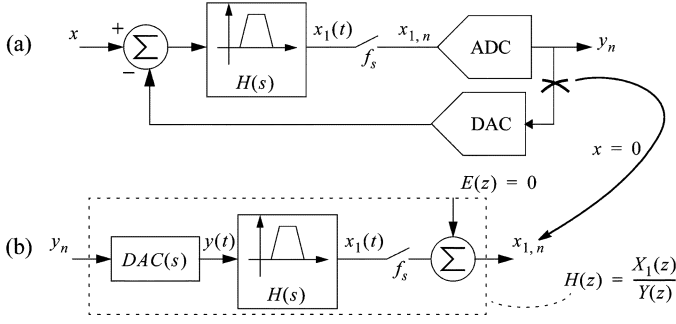 (a)
x
+
Σ
−
H(s)
x₁(t)
fₛ
x₁,ₙ
ADC
yₙ
DAC
x = 0
E(z) = 0
(b)
yₙ
DAC(s)
y(t)
H(s)
x₁(t)
fₛ
Σ
x₁,ₙ
H(z) = X₁(z)/Y(z)